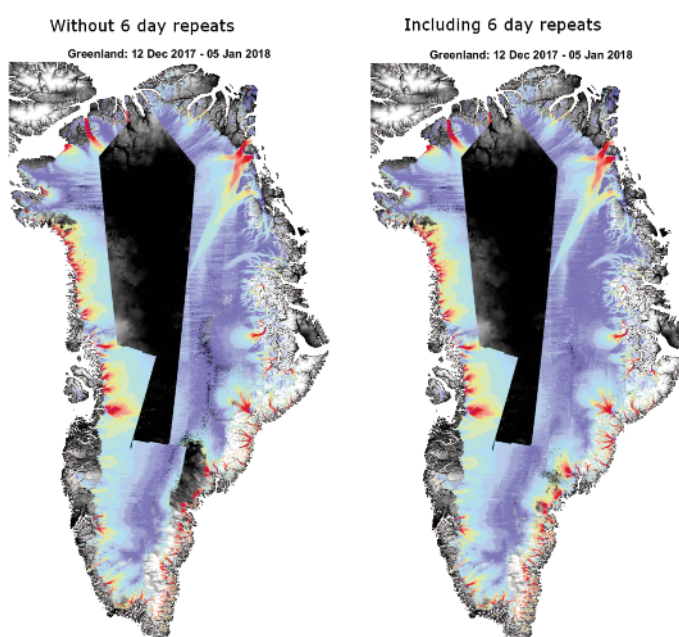 Without 6 day repeats
Including 6 day repeats
Greenland: 12 Dec 2017 - 05 Jan 2018
Greenland: 12 Dec 2017 - 05 Jan 2018